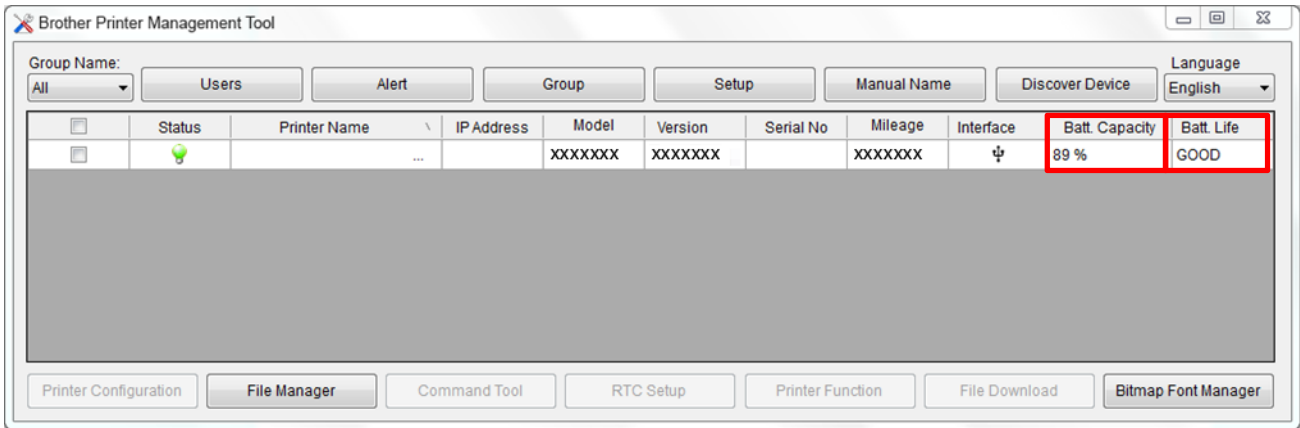 Brother Printer Management Tool
Group Name: Language
All Users Alert Group Setup Manual Name Discover Device English
Status Printer Name IP Address Model Version Serial No Mileage Interface Batt. Capacity Batt. Life
... XXXXXXX XXXXXXX XXXXXXX 89 % GOOD
Printer Configuration File Manager Command Tool RTC Setup Printer Function File Download Bitmap Font Manager